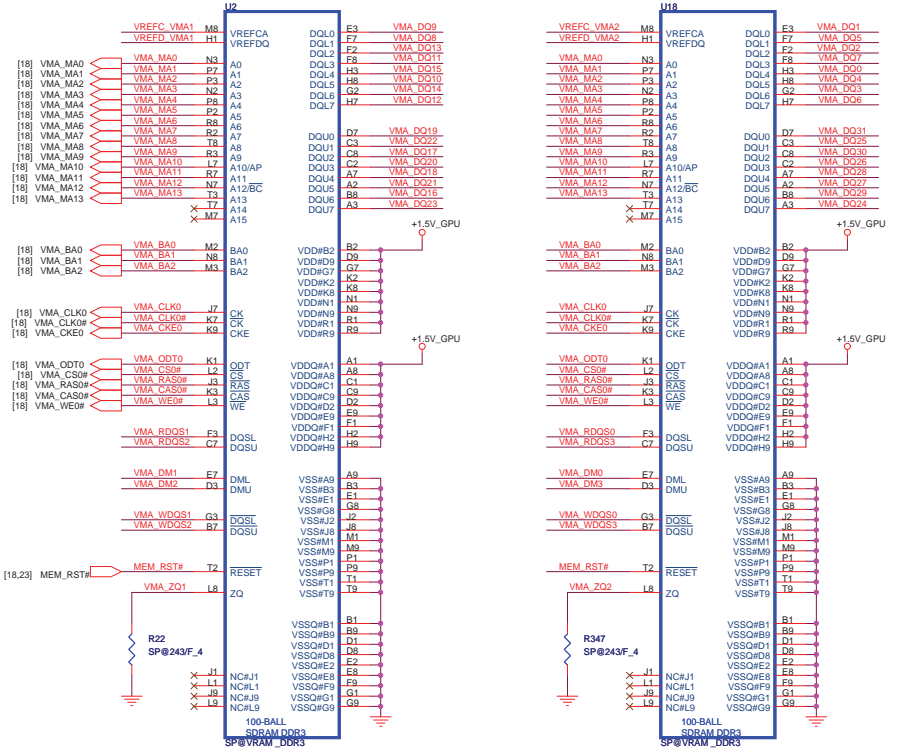 U2
VREFC_VMA1 M8 VREFCA
VREFD_VMA1 H1 VREFDQ
[18] VMA_MA0 VMA_MA0 N3 A0
[18] VMA_MA1 VMA_MA1 P7 A1
[18] VMA_MA2 VMA_MA2 P3 A2
[18] VMA_MA3 VMA_MA3 N2 A3
[18] VMA_MA4 VMA_MA4 P8 A4
[18] VMA_MA5 VMA_MA5 P2 A5
[18] VMA_MA6 VMA_MA6 R8 A6
[18] VMA_MA7 VMA_MA7 R2 A7
[18] VMA_MA8 VMA_MA8 T8 A8
[18] VMA_MA9 VMA_MA9 R3 A9
[18] VMA_MA10 VMA_MA10 L7 A10/AP
[18] VMA_MA11 VMA_MA11 R7 A11
[18] VMA_MA12 VMA_MA12 N7 A12/BC
[18] VMA_MA13 VMA_MA13 T3 A13
T7 A14
M7 A15
[18] VMA_BA0 VMA_BA0 M2 BA0
[18] VMA_BA1 VMA_BA1 N8 BA1
[18] VMA_BA2 VMA_BA2 M3 BA2
[18] VMA_CLK0 VMA_CLK0 J7 CK
[18] VMA_CLK0# VMA_CLK0# K7 CK
[18] VMA_CKE0 VMA_CKE0 K9 CKE
[18] VMA_ODT0 VMA_ODT0 K1 ODT
[18] VMA_CS0# VMA_CS0# L2 CS
[18] VMA_RAS0# VMA_RAS0# J3 RAS
[18] VMA_CAS0# VMA_CAS0# K3 CAS
[18] VMA_WE0# VMA_WE0# L3 WE
VMA_RDQS1 F3 DQSL
VMA_RDQS2 C7 DQSU
VMA_DM1 E7 DML
VMA_DM2 D3 DMU
VMA_WDQS1 G3 DQSL
VMA_WDQS2 B7 DQSU
[18,23] MEM_RST# MEM_RST# T2 RESET
VMA_ZQ1 L8 ZQ
R22
SP@243/F_4
J1 NC#J1
L1 NC#L1
J9 NC#J9
L9 NC#L9
DQL0 E3 VMA_DQ9
DQL1 F7 VMA_DQ8
DQL2 F2 VMA_DQ13
DQL3 F8 VMA_DQ11
DQL4 H3 VMA_DQ15
DQL5 H8 VMA_DQ10
DQL6 G2 VMA_DQ14
DQL7 H7 VMA_DQ12
DQU0 D7 VMA_DQ19
DQU1 C3 VMA_DQ22
DQU2 C8 VMA_DQ17
DQU3 C2 VMA_DQ20
DQU4 A7 VMA_DQ18
DQU5 A2 VMA_DQ21
DQU6 B8 VMA_DQ16
DQU7 A3 VMA_DQ23
+1.5V_GPU
VDD#B2 B2
VDD#D9 D9
VDD#G7 G7
VDD#K2 K2
VDD#K8 K8
VDD#N1 N1
VDD#N9 N9
VDD#R1 R1
VDD#R9 R9
+1.5V_GPU
VDDQ#A1 A1
VDDQ#A8 A8
VDDQ#C1 C1
VDDQ#C9 C9
VDDQ#D2 D2
VDDQ#E9 E9
VDDQ#F1 F1
VDDQ#H2 H2
VDDQ#H9 H9
VSS#A9 A9
VSS#B3 B3
VSS#E1 E1
VSS#G8 G8
VSS#J2 J2
VSS#J8 J8
VSS#M1 M1
VSS#M9 M9
VSS#P1 P1
VSS#P9 P9
VSS#T1 T1
VSS#T9 T9
VSSQ#B1 B1
VSSQ#B9 B9
VSSQ#D1 D1
VSSQ#D8 D8
VSSQ#E2 E2
VSSQ#E8 E8
VSSQ#F9 F9
VSSQ#G1 G1
VSSQ#G9 G9
100-BALL
SDRAM DDR3
SP@VRAM _DDR3
U18
VREFC_VMA2 M8 VREFCA
VREFD_VMA2 H1 VREFDQ
VMA_MA0 N3 A0
VMA_MA1 P7 A1
VMA_MA2 P3 A2
VMA_MA3 N2 A3
VMA_MA4 P8 A4
VMA_MA5 P2 A5
VMA_MA6 R8 A6
VMA_MA7 R2 A7
VMA_MA8 T8 A8
VMA_MA9 R3 A9
VMA_MA10 L7 A10/AP
VMA_MA11 R7 A11
VMA_MA12 N7 A12/BC
VMA_MA13 T3 A13
T7 A14
M7 A15
VMA_BA0 M2 BA0
VMA_BA1 N8 BA1
VMA_BA2 M3 BA2
VMA_CLK0 J7 CK
VMA_CLK0# K7 CK
VMA_CKE0 K9 CKE
VMA_ODT0 K1 ODT
VMA_CS0# L2 CS
VMA_RAS0# J3 RAS
VMA_CAS0# K3 CAS
VMA_WE0# L3 WE
VMA_RDQS0 F3 DQSL
VMA_RDQS3 C7 DQSU
VMA_DM0 E7 DML
VMA_DM3 D3 DMU
VMA_WDQS0 G3 DQSL
VMA_WDQS3 B7 DQSU
MEM_RST# T2 RESET
VMA_ZQ2 L8 ZQ
R347
SP@243/F_4
J1 NC#J1
L1 NC#L1
J9 NC#J9
L9 NC#L9
DQL0 E3 VMA_DQ1
DQL1 F7 VMA_DQ5
DQL2 F2 VMA_DQ2
DQL3 F8 VMA_DQ7
DQL4 H3 VMA_DQ0
DQL5 H8 VMA_DQ4
DQL6 G2 VMA_DQ3
DQL7 H7 VMA_DQ6
DQU0 D7 VMA_DQ31
DQU1 C3 VMA_DQ25
DQU2 C8 VMA_DQ30
DQU3 C2 VMA_DQ26
DQU4 A7 VMA_DQ28
DQU5 A2 VMA_DQ27
DQU6 B8 VMA_DQ29
DQU7 A3 VMA_DQ24
+1.5V_GPU
VDD#B2 B2
VDD#D9 D9
VDD#G7 G7
VDD#K2 K2
VDD#K8 K8
VDD#N1 N1
VDD#N9 N9
VDD#R1 R1
VDD#R9 R9
+1.5V_GPU
VDDQ#A1 A1
VDDQ#A8 A8
VDDQ#C1 C1
VDDQ#C9 C9
VDDQ#D2 D2
VDDQ#E9 E9
VDDQ#F1 F1
VDDQ#H2 H2
VDDQ#H9 H9
VSS#A9 A9
VSS#B3 B3
VSS#E1 E1
VSS#G8 G8
VSS#J2 J2
VSS#J8 J8
VSS#M1 M1
VSS#M9 M9
VSS#P1 P1
VSS#P9 P9
VSS#T1 T1
VSS#T9 T9
VSSQ#B1 B1
VSSQ#B9 B9
VSSQ#D1 D1
VSSQ#D8 D8
VSSQ#E2 E2
VSSQ#E8 E8
VSSQ#F9 F9
VSSQ#G1 G1
VSSQ#G9 G9
100-BALL
SDRAM DDR3
SP@VRAM _DDR3